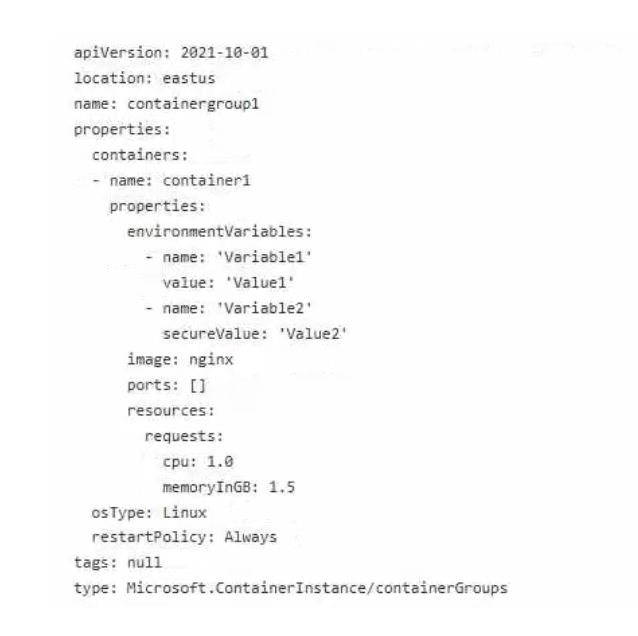 apiVersion: 2021-10-01
location: eastus
name: containergroup1
properties:
  containers:
  - name: container1
    properties:
      environmentVariables:
        - name: 'Variable1'
          value: 'Value1'
        - name: 'Variable2'
          secureValue: 'Value2'
      image: nginx
      ports: []
      resources:
        requests:
          cpu: 1.0
          memoryInGB: 1.5
  osType: Linux
  restartPolicy: Always
tags: null
type: Microsoft.ContainerInstance/containerGroups